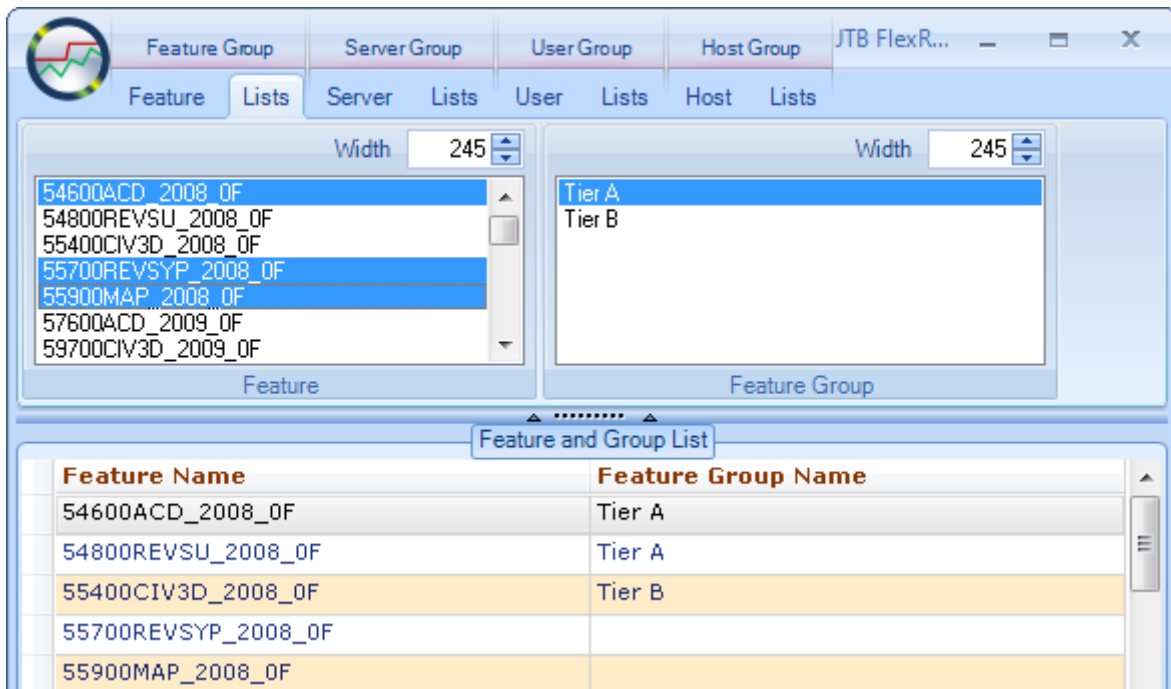 Feature Group Server Group User Group Host Group JTB FlexR...
Feature Lists Server Lists User Lists Host Lists
Width 245 Width 245
54600ACD_2008_0F
54800REVSU_2008_0F
55400CIV3D_2008_0F
55700REVSYP_2008_0F
55900MAP_2008_0F
57600ACD_2009_0F
59700CIV3D_2009_0F
Feature
Tier A
Tier B
Feature Group
Feature and Group List
Feature Name Feature Group Name
54600ACD_2008_0F Tier A
54800REVSU_2008_0F Tier A
55400CIV3D_2008_0F Tier B
55700REVSYP_2008_0F
55900MAP_2008_0F